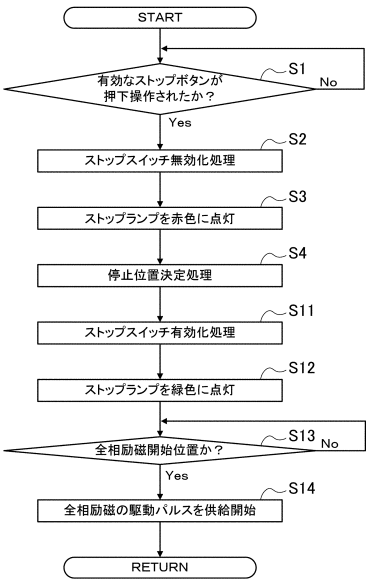 START
有効なストップボタンが
押下操作されたか？
S1
No
Yes
S2
ストップスイッチ無効化処理
S3
ストップランプを赤色に点灯
S4
停止位置決定処理
S11
ストップスイッチ有効化処理
S12
ストップランプを緑色に点灯
S13
全相励磁開始位置か？
No
Yes
S14
全相励磁の駆動パルスを供給開始
RETURN